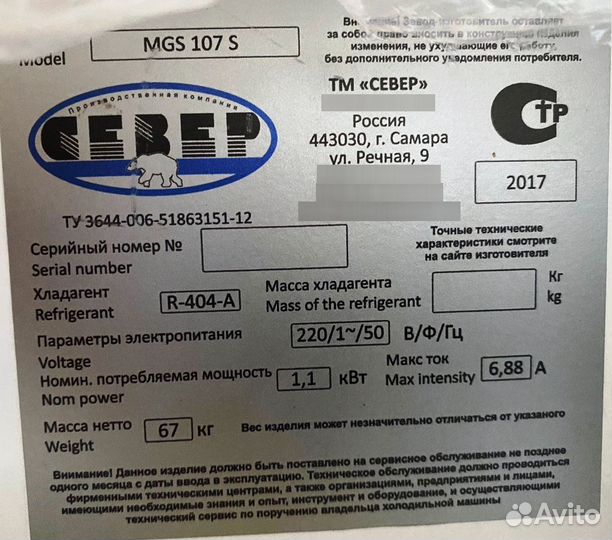 Model
MGS 107 S
Внимание! Завод-изготовитель оставляет
за собой право вносить в конструкцию изделия
изменения, не ухудшающие его работу,
без дополнительного уведомления потребителя.
Производственная компания
СЕВЕР
ТМ «СЕВЕР»
Россия
443030, г. Самара
ул. Речная, 9
СТР
2017
ТУ 3644-006-51863151-12
Серийный номер №
Serial number
Точные технические
характеристики смотрите
на сайте изготовителя
Хладагент
Refrigerant
R-404-A
Масса хладагента
Mass of the refrigerant
Кг
kg
Параметры электропитания
Voltage
220/1~/50
В/Ф/Гц
Номин. потребляемая мощность
Nom power
1,1
кВт
Макс ток
Max intensity
6,88
А
Масса нетто
Weight
67
кг
Вес изделия может незначительно отличаться от указаного
Внимание! Данное изделие должно быть поставлено на сервисное обслуживание не позднее
одного месяца с даты ввода в эксплуатацию. Техническое обслуживание должно проводиться
фирменными техническими центрами, а также организациями, предприятиями и лицами,
имеющими необходимые знания и опыт, инструмент и оборудование, и осуществляющими
технический сервис по поручению владельца холодильной машины
Avito